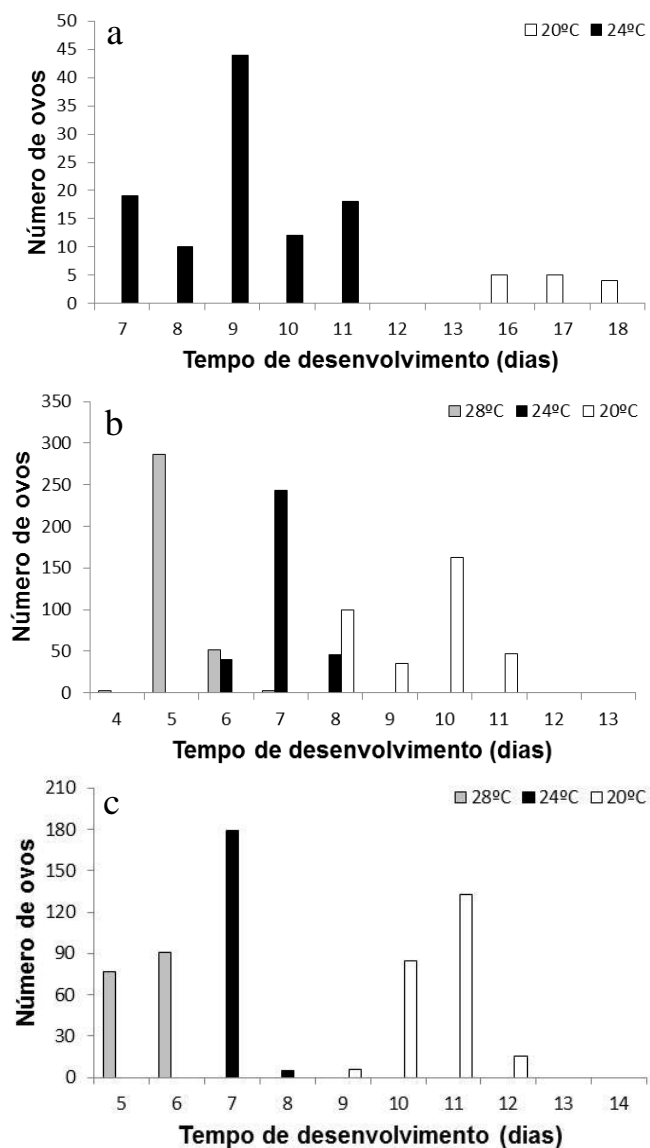 a
20ºC 24ºC
Número de ovos
50
45
40
35
30
25
20
15
10
5
0
7 8 9 10 11 12 13 16 17 18
Tempo de desenvolvimento (dias)
b
28ºC 24ºC 20ºC
Número de ovos
350
300
250
200
150
100
50
0
4 5 6 7 8 9 10 11 12 13
Tempo de desenvolvimento (dias)
c
28ºC 24ºC 20ºC
Número de ovos
210
180
150
120
90
60
30
0
5 6 7 8 9 10 11 12 13 14
Tempo de desenvolvimento (dias)